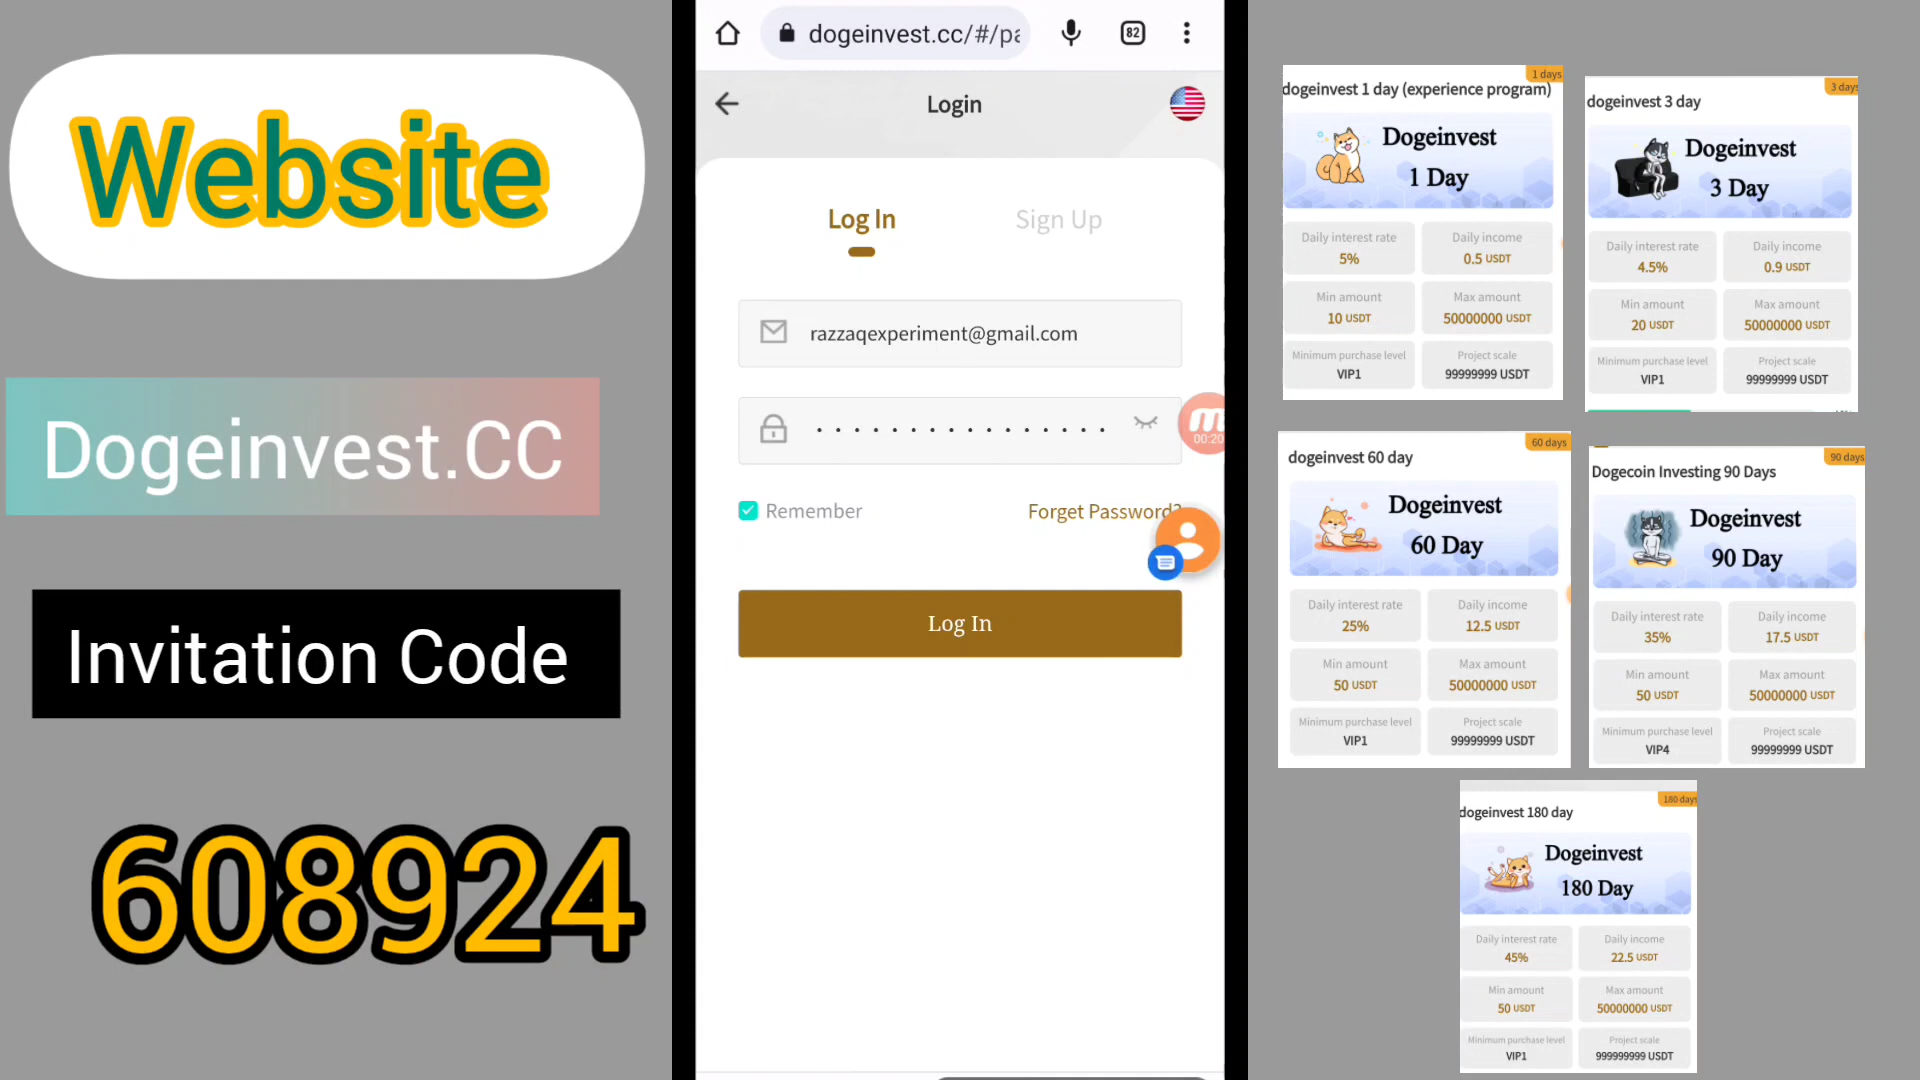 Website
Dogeinvest.CC
Invitation Code
608924
dogeinvest.cc/#/pa
82
Login
Log In
Sign Up
razzaqexperiment@gmail.com
00:20
Remember
Forget Password?
Log In
1 days
dogeinvest 1 day (experience program)
Dogeinvest
1 Day
Daily interest rate
5%
Daily income
0.5 USDT
Min amount
10 USDT
Max amount
50000000 USDT
Minimum purchase level
VIP1
Project scale
99999999 USDT
3 days
dogeinvest 3 day
Dogeinvest
3 Day
Daily interest rate
4.5%
Daily income
0.9 USDT
Min amount
20 USDT
Max amount
50000000 USDT
Minimum purchase level
VIP1
Project scale
99999999 USDT
60 days
dogeinvest 60 day
Dogeinvest
60 Day
Daily interest rate
25%
Daily income
12.5 USDT
Min amount
50 USDT
Max amount
50000000 USDT
Minimum purchase level
VIP1
Project scale
99999999 USDT
90 days
Dogecoin Investing 90 Days
Dogeinvest
90 Day
Daily interest rate
35%
Daily income
17.5 USDT
Min amount
50 USDT
Max amount
50000000 USDT
Minimum purchase level
VIP4
Project scale
99999999 USDT
180 days
dogeinvest 180 day
Dogeinvest
180 Day
Daily interest rate
45%
Daily income
22.5 USDT
Min amount
50 USDT
Max amount
50000000 USDT
Minimum purchase level
VIP1
Project scale
999999999 USDT